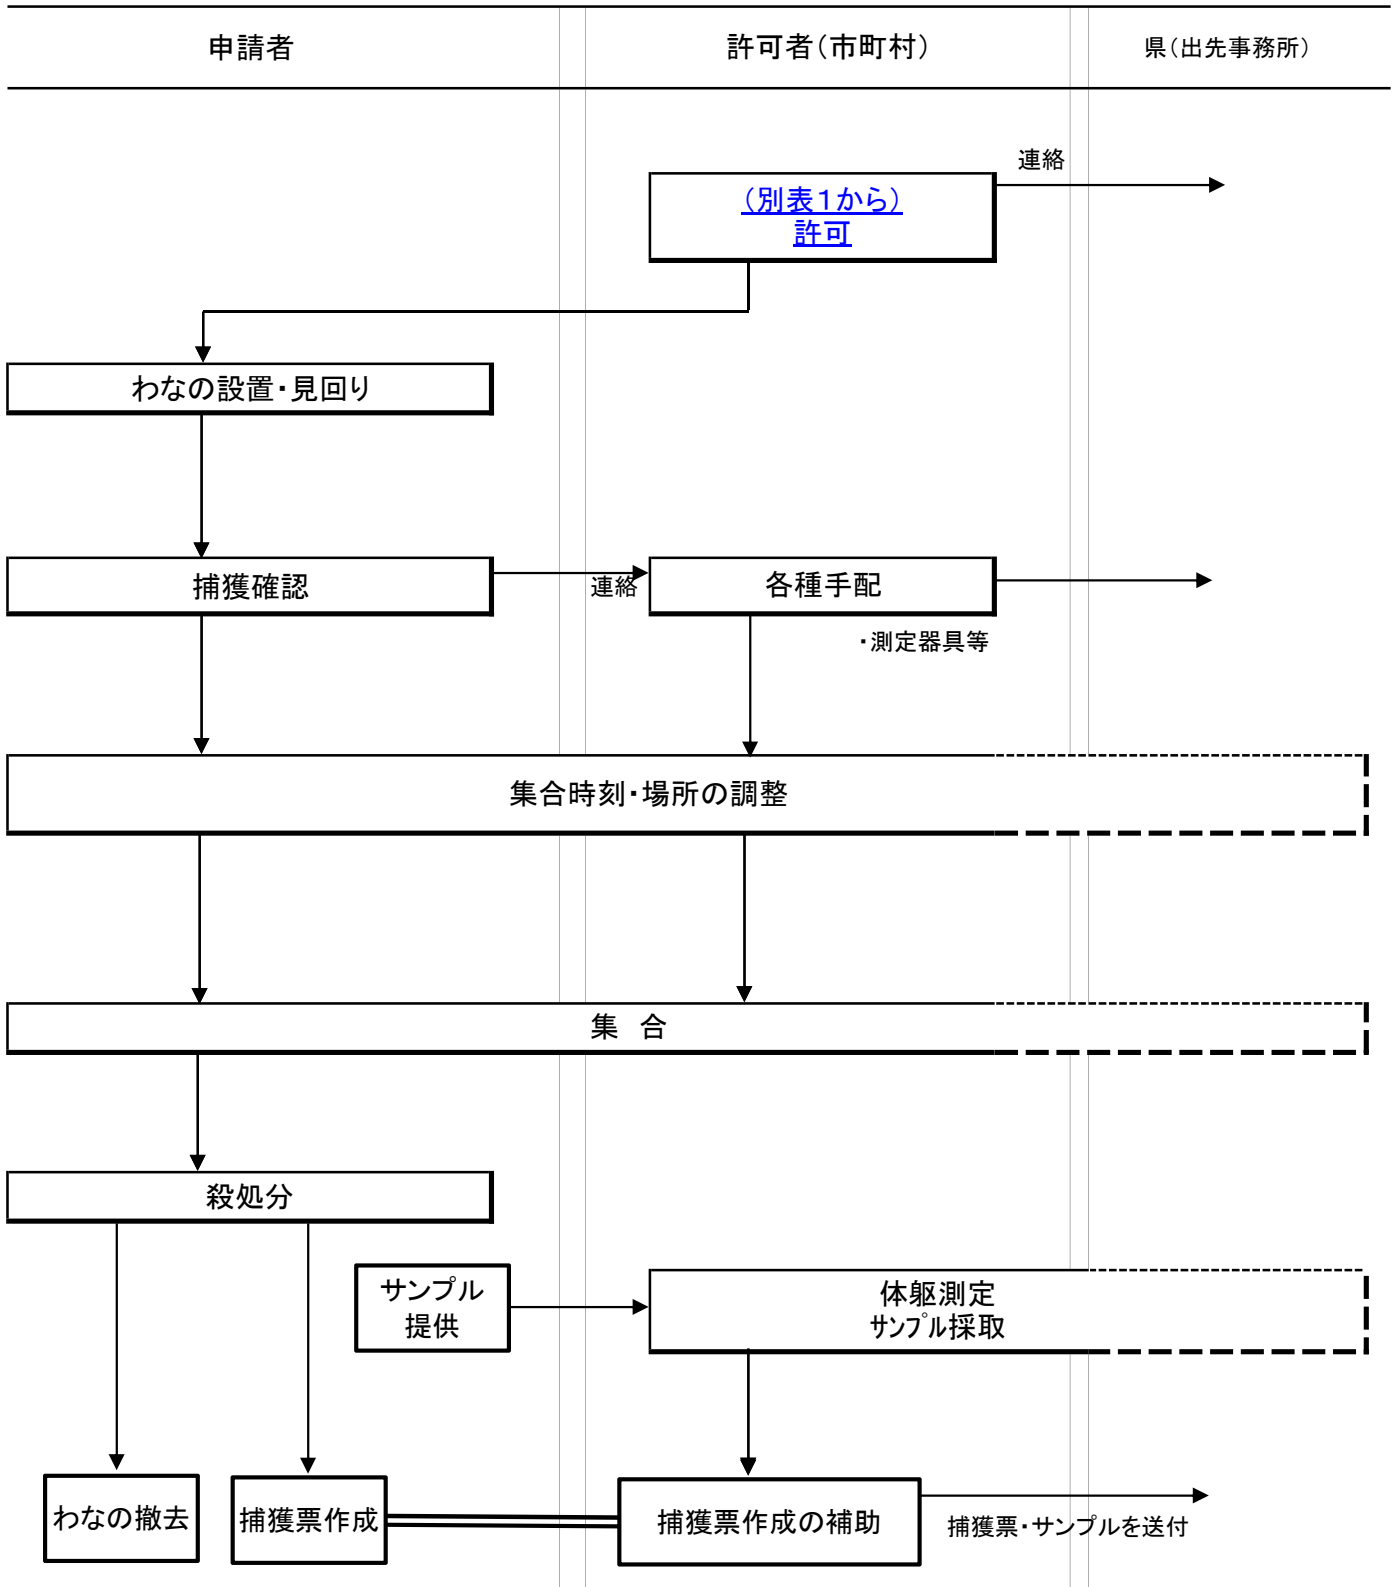 申請者
許可者(市町村)
県(出先事務所)
連絡
(別表1から)
許可
わなの設置・見回り
捕獲確認
連絡
各種手配
・測定器具等
集合時刻・場所の調整
集　合
殺処分
サンプル
提供
体躯測定
ｻﾝﾌﾟﾙ採取
わなの撤去
捕獲票作成
捕獲票作成の補助
捕獲票・サンプルを送付